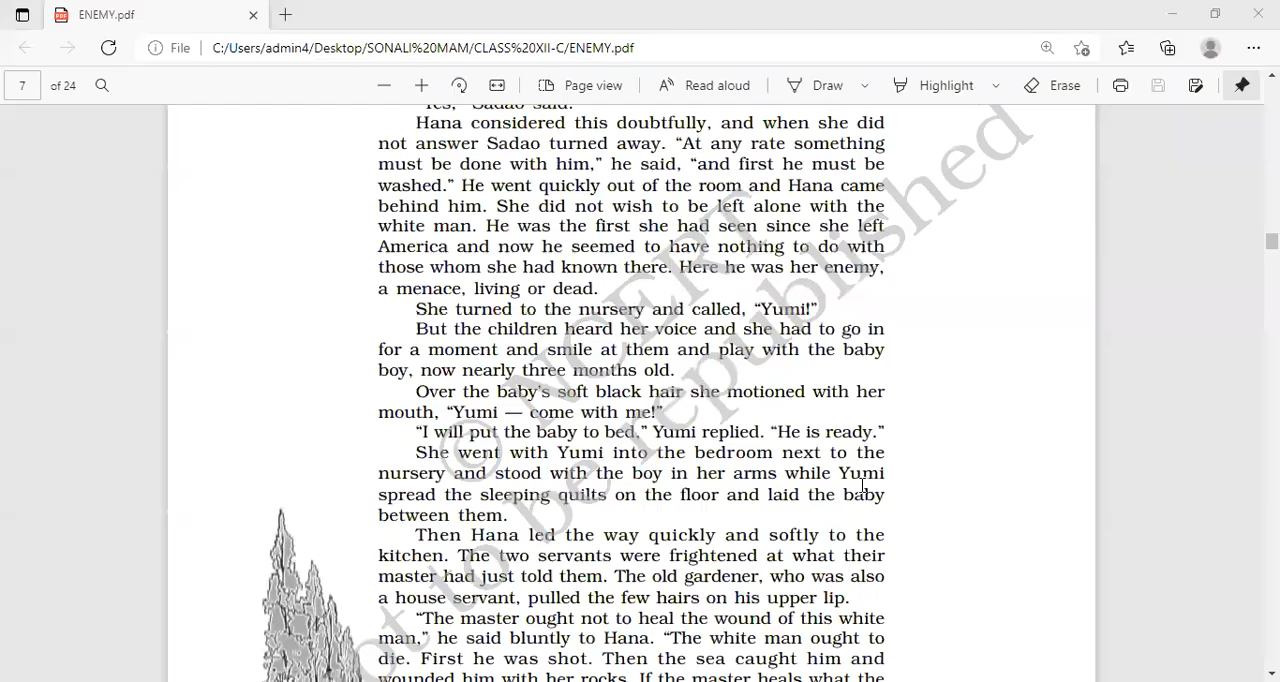 ENEMY.pdf
File C:/Users/admin4/Desktop/SONALI%20MAM/CLASS%20XII-C/ENEMY.pdf
7 of 24 Page view Read aloud Draw Highlight Erase
"Yes," Sadao said.
Hana considered this doubtfully, and when she did
not answer Sadao turned away. “At any rate something
must be done with him,” he said, “and first he must be
washed.” He went quickly out of the room and Hana came
behind him. She did not wish to be left alone with the
white man. He was the first she had seen since she left
America and now he seemed to have nothing to do with
those whom she had known there. Here he was her enemy,
a menace, living or dead.
She turned to the nursery and called, “Yumi!”
But the children heard her voice and she had to go in
for a moment and smile at them and play with the baby
boy, now nearly three months old.
Over the baby’s soft black hair she motioned with her
mouth, “Yumi — come with me!”
“I will put the baby to bed.” Yumi replied. “He is ready.”
She went with Yumi into the bedroom next to the
nursery and stood with the boy in her arms while Yumi
spread the sleeping quilts on the floor and laid the baby
between them.
Then Hana led the way quickly and softly to the
kitchen. The two servants were frightened at what their
master had just told them. The old gardener, who was also
a house servant, pulled the few hairs on his upper lip.
“The master ought not to heal the wound of this white
man,” he said bluntly to Hana. “The white man ought to
die. First he was shot. Then the sea caught him and
wounded him with her rocks. If the master heals what the
© NCERT
not to be republished